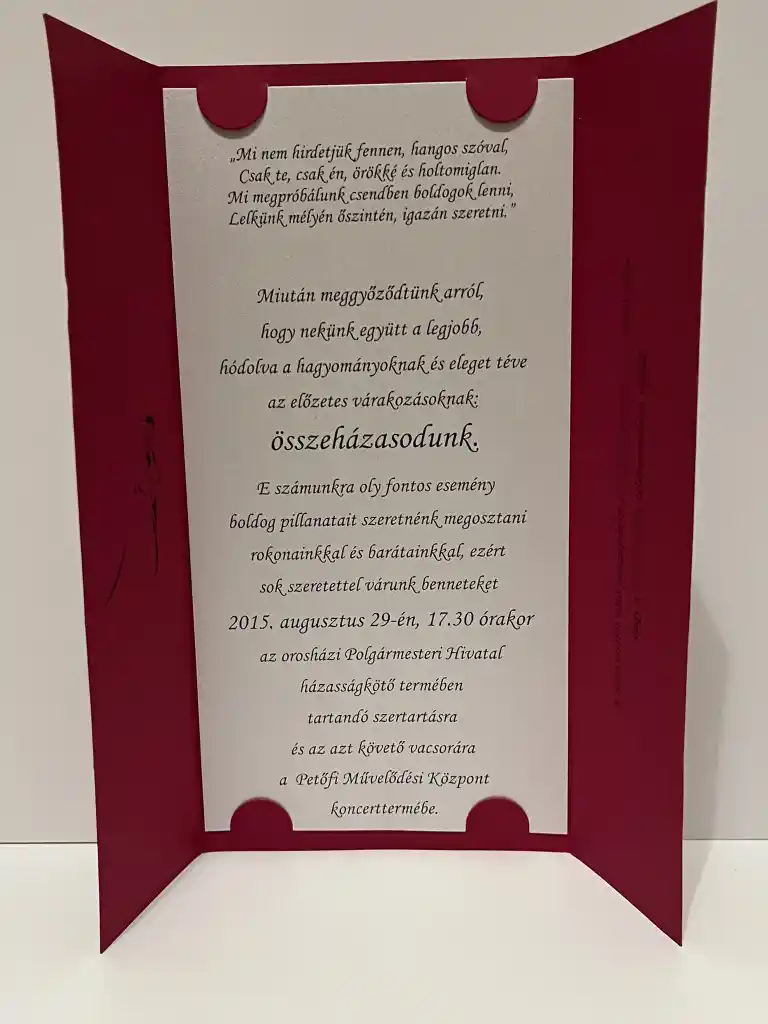 „Mi nem hirdetjük fennen, hangos szóval,
Csak te, csak én, örökké és holtomiglan.
Mi megpróbálunk csendben boldogok lenni,
Lelkünk mélyén őszintén, igazán szeretni.”
Miután meggyőződtünk arról,
hogy nekünk együtt a legjobb,
hódolva a hagyományoknak és eleget téve
az előzetes várakozásoknak:
összeházasodunk.
E számunkra oly fontos esemény
boldog pillanatait szeretnénk megosztani
rokonainkkal és barátainkkal, ezért
sok szeretettel várunk benneteket
2015. augusztus 29-én, 17.30 órakor
az orosházi Polgármesteri Hivatal
házasságkötő termében
tartandó szertartásra
és az azt követő vacsorára
a Petőfi Művelődési Központ
koncerttermébe.